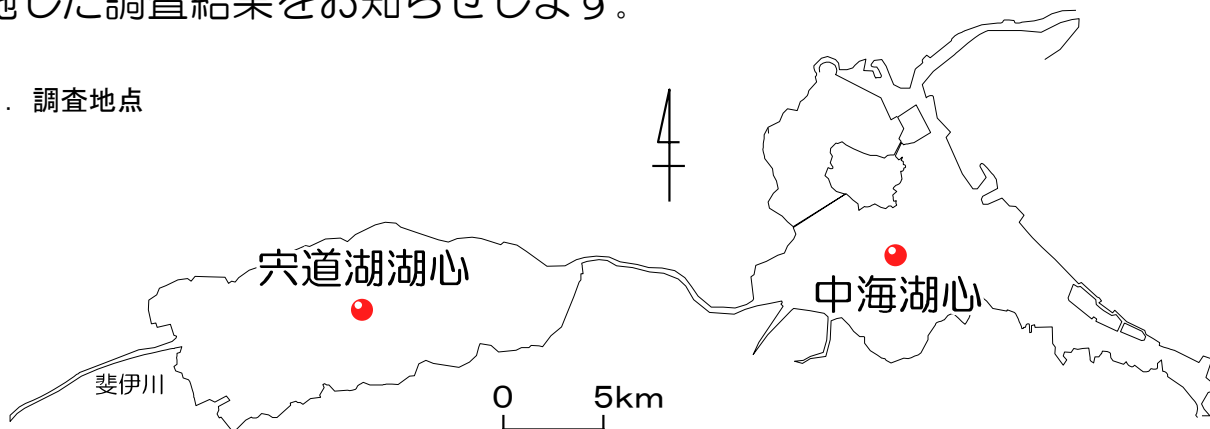 施した調査結果をお知らせします。
. 調査地点
宍道湖湖心
中海湖心
斐伊川
0 5km